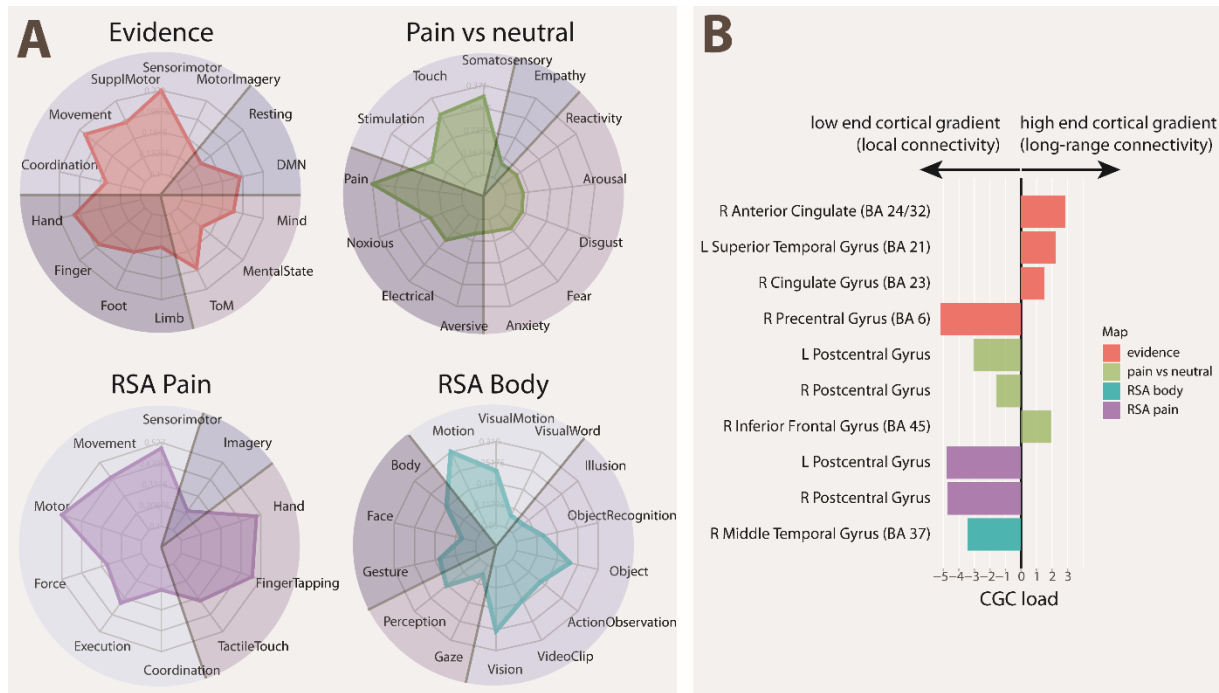 A
Evidence
Sensorimotor
SupplMotor
MotorImagery
Movement
Resting
Coordination
DMN
Hand
Mind
Finger
MentalState
Foot
ToM
Limb
Pain vs neutral
Somatosensory
Touch
Empathy
Stimulation
Reactivity
Pain
Arousal
Noxious
Disgust
Electrical
Fear
Aversive
Anxiety
RSA Pain
Sensorimotor
Movement
Imagery
Motor
Hand
Force
FingerTapping
Execution
TactileTouch
Coordination
RSA Body
VisualMotion
Motion
VisualWord
Body
Illusion
Face
ObjectRecognition
Gesture
Object
Perception
ActionObservation
Gaze
VideoClip
Vision
B
low end cortical gradient
(local connectivity)
high end cortical gradient
(long-range connectivity)
R Anterior Cingulate (BA 24/32)
L Superior Temporal Gyrus (BA 21)
R Cingulate Gyrus (BA 23)
R Precentral Gyrus (BA 6)
L Postcentral Gyrus
R Postcentral Gyrus
R Inferior Frontal Gyrus (BA 45)
L Postcentral Gyrus
R Postcentral Gyrus
R Middle Temporal Gyrus (BA 37)
Map
evidence
pain vs neutral
RSA body
RSA pain
−5 −4 −3 −2 −1 0 1 2 3
CGC load